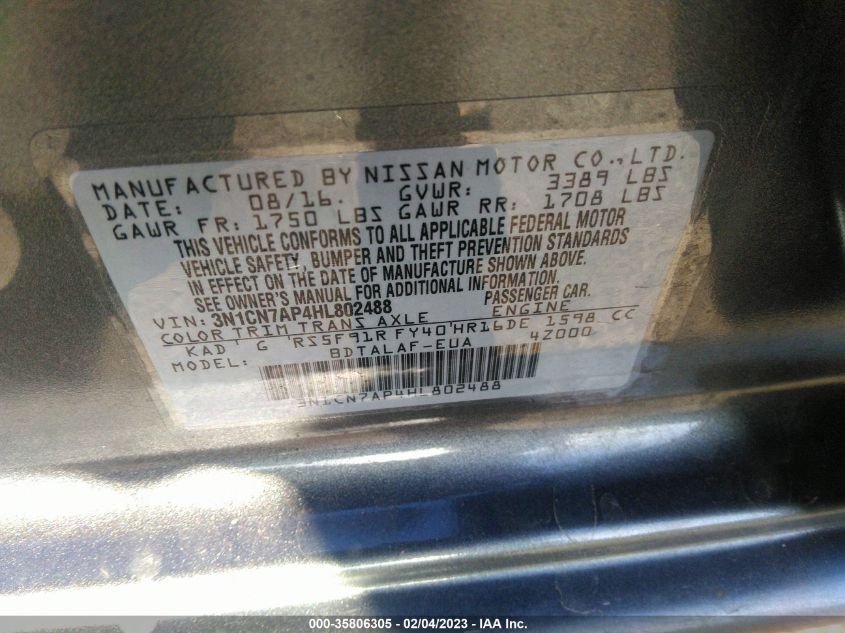 MANUFACTURED BY NISSAN MOTOR CO., LTD.
DATE: 08/16. GVWR: 3389 LBS
GAWR FR: 1750 LBS GAWR RR: 1708 LBS
THIS VEHICLE CONFORMS TO ALL APPLICABLE FEDERAL MOTOR
VEHICLE SAFETY, BUMPER AND THEFT PREVENTION STANDARDS
IN EFFECT ON THE DATE OF MANUFACTURE SHOWN ABOVE.
SEE OWNER'S MANUAL FOR ADDITIONAL INFORMATION.
VIN: 3N1CN7AP4HL802488 PASSENGER CAR.
COLOR TRIM TRANS AXLE ENGINE
KAD G RS5F91R FY40 HR16DE 1598 CC
MODEL: BDTALAF-EUA 42000
3N1CN7AP4HL802488
000-35806305 - 02/04/2023 - IAA Inc.